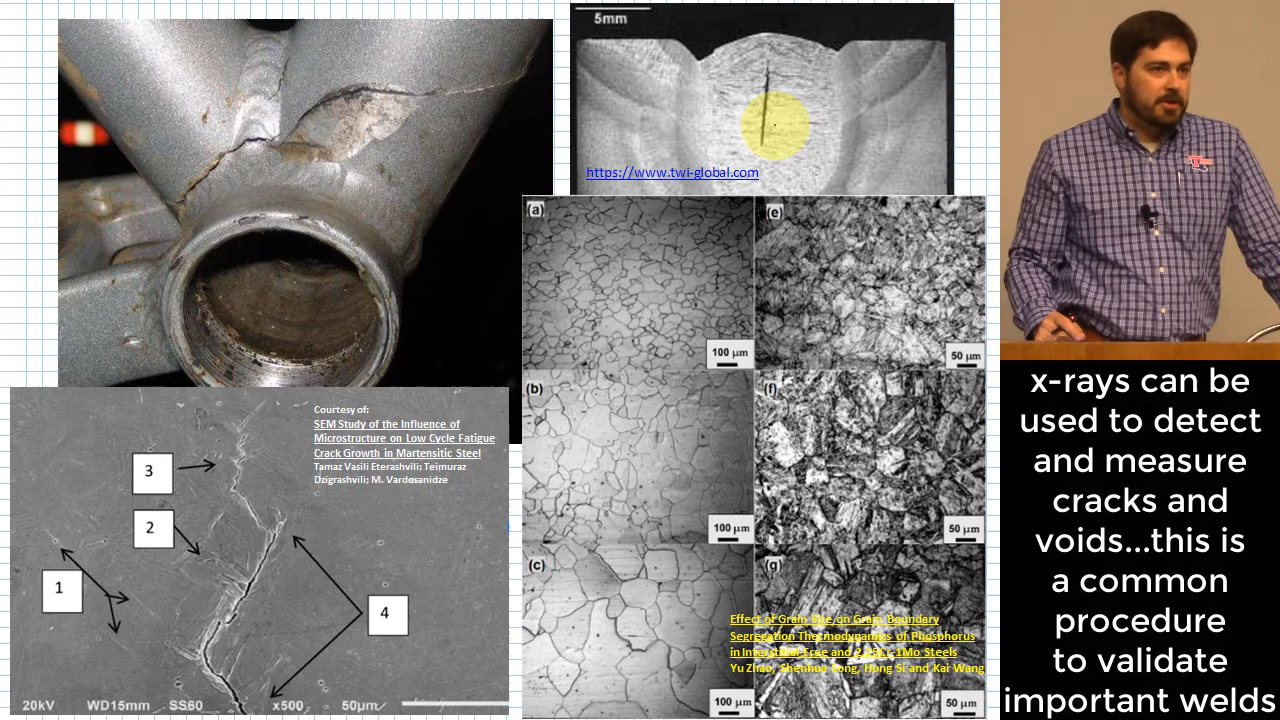 5mm
https://www.twi-global.com
(a)
100 µm
(e)
50 µm
(b)
100 µm
(f)
50 µm
(c)
100 µm
(g)
50 µm
Effect of Grain Size on Grain Boundary
Segregation Thermodynamics of Phosphorus
in Interstitial-Free and 2.25Cr-1Mo Steels
Yu Zhao, Shenhua Song, Hong Si and Kai Wang
Courtesy of:
SEM Study of the Influence of
Microstructure on Low Cycle Fatigue
Crack Growth in Martensitic Steel
Tamaz Vasili Eterashvili; Teimuraz
Dzigrashvili; M. Vardosanidze
3
2
1
4
20kV WD15mm SS60 x500 50µm
x-rays can be
used to detect
and measure
cracks and
voids...this is
a common
procedure
to validate
important welds